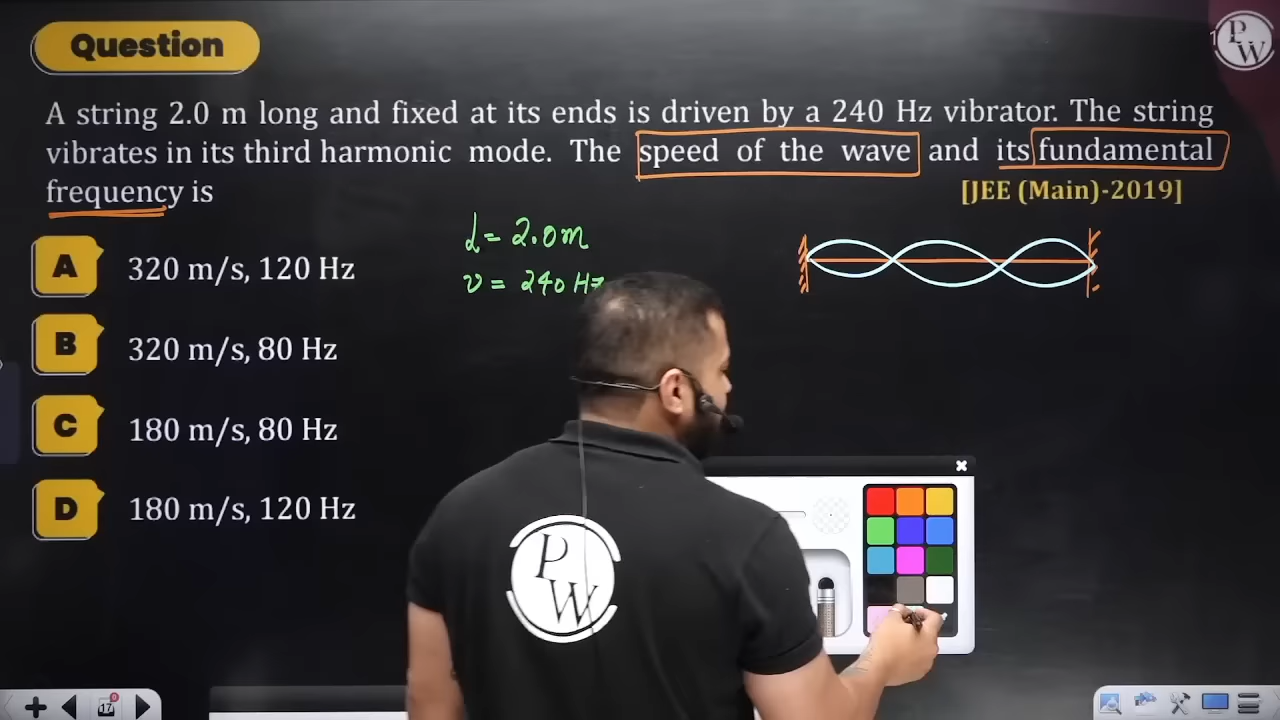 Question
PW
A string 2.0 m long and fixed at its ends is driven by a 240 Hz vibrator. The string
vibrates in its third harmonic mode. The speed of the wave and its fundamental
frequency is
[JEE (Main)-2019]
A 320 m/s, 120 Hz
B 320 m/s, 80 Hz
C 180 m/s, 80 Hz
D 180 m/s, 120 Hz
L = 2.0m
ν = 240 Hz
PW
17